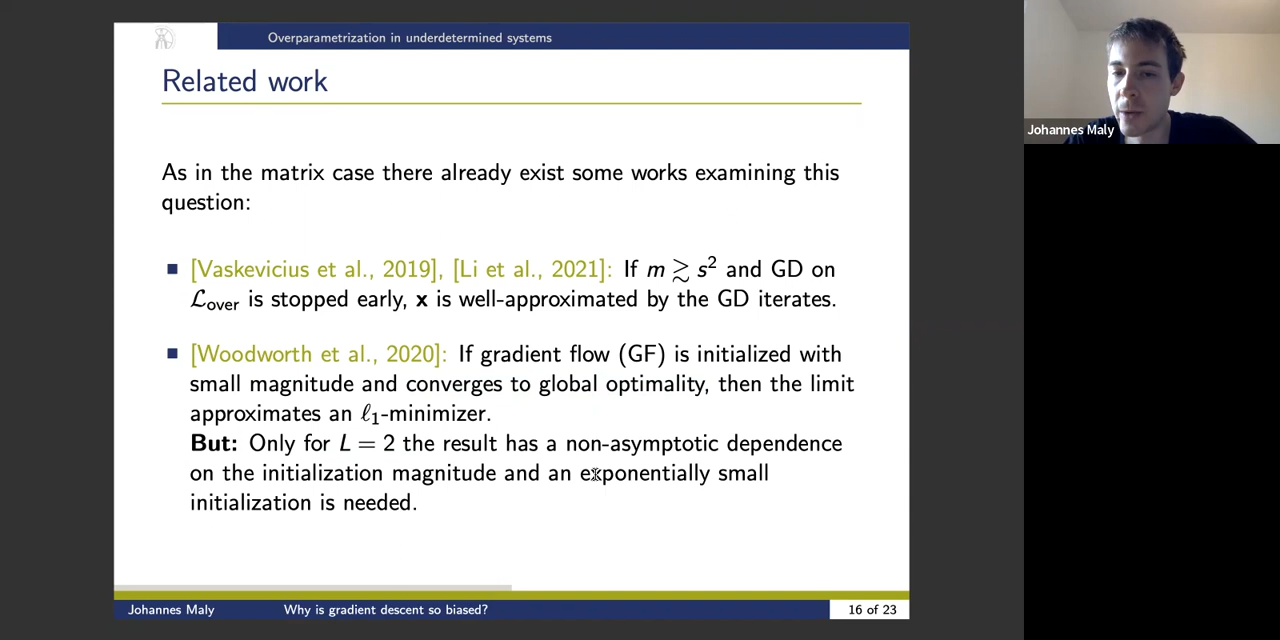 Overparametrization in underdetermined systems
Related work
As in the matrix case there already exist some works examining this
question:
[Vaskevicius et al., 2019], [Li et al., 2021]: If m ≳ s² and GD on
ℒover is stopped early, x is well-approximated by the GD iterates.
[Woodworth et al., 2020]: If gradient flow (GF) is initialized with
small magnitude and converges to global optimality, then the limit
approximates an ℓ₁-minimizer.
But: Only for L = 2 the result has a non-asymptotic dependence
on the initialization magnitude and an exponentially small
initialization is needed.
Johannes Maly Why is gradient descent so biased? 16 of 23
Johannes Maly